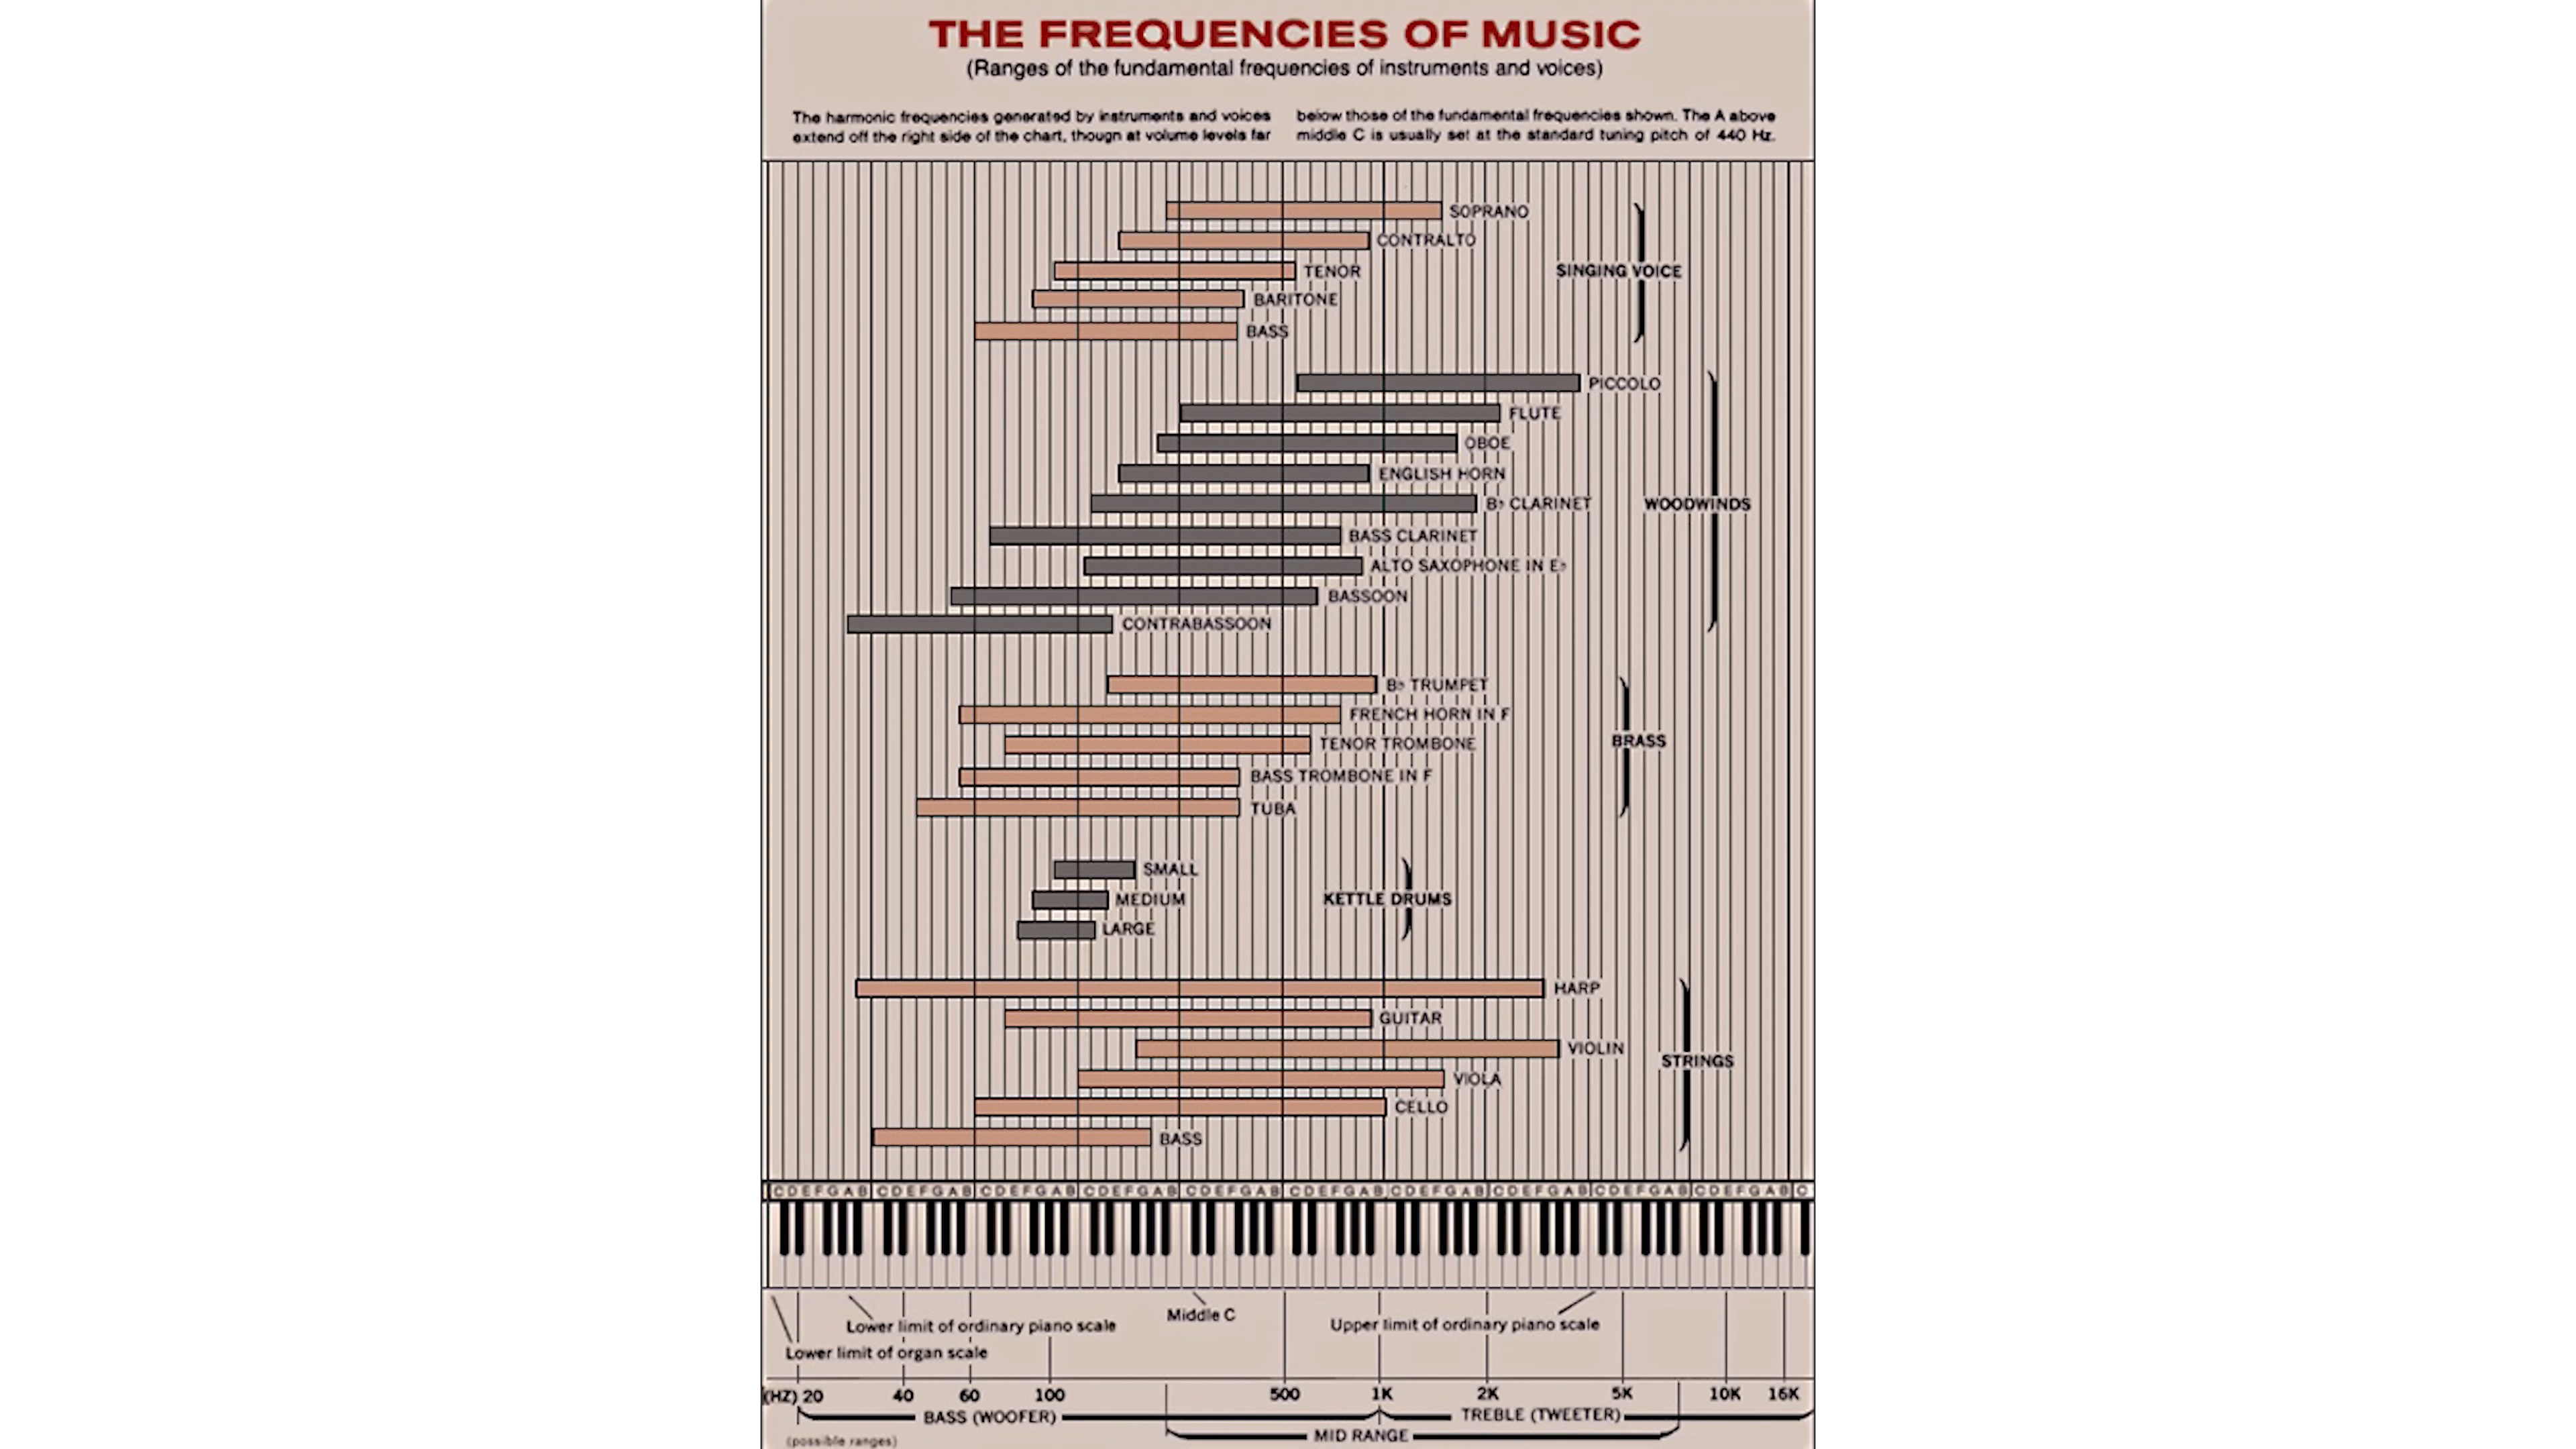 THE FREQUENCIES OF MUSIC
(Ranges of the fundamental frequencies of instruments and voices)
The harmonic frequencies generated by instruments and voices
extend off the right side of the chart, thougn at volume levels far
below those of the fundamental frequencies shown. The A above
middle C is usually set at the standard tuning pitch of 440 Hz.
SOPRANO
CONTRALTO
TENOR
SINGING VOICE
BARITONE
BASS
PICCOLO
FLUTE
OBOE
ENGLISH HORN
B♭ CLARINET
WOODWINDS
BASS CLARINET
ALTO SAXOPHONE IN E♭
BASSOON
CONTRABASSOON
B♭ TRUMPET
FRENCH HORN IN F
TENOR TROMBONE
BRASS
BASS TROMBONE IN F
TUBA
SMALL
MEDIUM
KETTLE DRUMS
LARGE
HARP
GUITAR
VIOLIN
STRINGS
VIOLA
CELLO
BASS
C D E F G A B C D E F G A B C D E F G A B C D E F G A B C D E F G A B C D E F G A B C D E F G A B C D E F G A B C D E F G A B C D E F G A B C
Middle C
Lower limit of ordinary piano scale
Upper limit of ordinary piano scale
Lower limit of organ scale
(HZ) 20 40 60 100 500 1K 2K 5K 10K 16K
BASS (WOOFER)
TREBLE (TWEETER)
MID RANGE
(possible ranges)